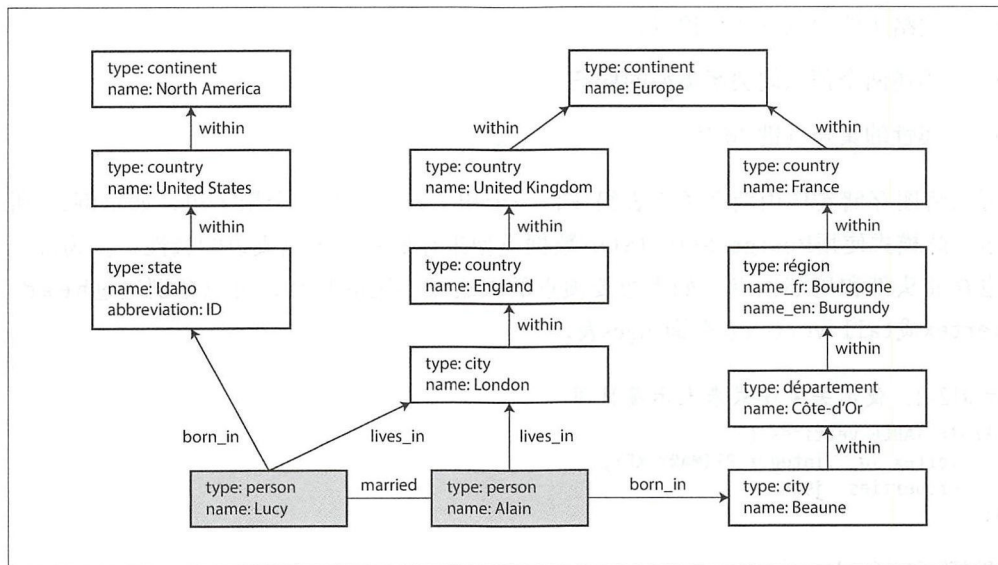 type: continent
name: North America
within
type: country
name: United States
within
type: state
name: Idaho
abbreviation: ID
born_in
type: continent
name: Europe
within
within
type: country
name: United Kingdom
within
type: country
name: England
within
type: city
name: London
lives_in
lives_in
type: country
name: France
within
type: région
name_fr: Bourgogne
name_en: Burgundy
within
type: département
name: Côte-d'Or
within
type: person
name: Lucy
married
type: person
name: Alain
born_in
type: city
name: Beaune